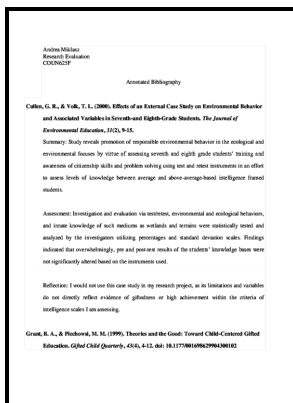 Andrea Miklasz
Research Evaluation
COUN625F
Annotated Bibliography
Cullen, G. R., & Volk, T. L. (2000). Effects of an External Case Study on Environmental Behavior
and Associated Variables in Seventh-and Eighth-Grade Students. The Journal of
Environmental Education, 31(2), 9-15.
Summary: Study reveals promotion of responsible environmental behavior in the ecological and
environmental focuses by virtue of assessing seventh and eighth grade students' training and
awareness of citizenship skills and problem solving using test and retest instruments in an effort
to assess levels of knowledge between average and above-average-based intelligence framed
students.
Assessment: Investigation and evaluation via test/retest, environmental and ecological behaviors,
and innate knowledge of such mediums as wetlands and terrains were statistically tested and
analyzed by the investigators utilizing percentages and standard deviation scales. Findings
indicated that overwhelmingly, pre and post-test results of the students' knowledge bases were
not significantly altered based on the instruments used.
Reflection: I would not use this case study in my research project, as its limitations and variables
do not directly reflect evidence of giftedness or high achievement within the criteria of
intelligence scales I am assessing.
Grant, B. A., & Piechowsi, M. M. (1999). Theories and the Good: Toward Child-Centered Gifted
Education. Gifted Child Quarterly, 43(4), 4-12. doi: 10.1177/001698629904300102